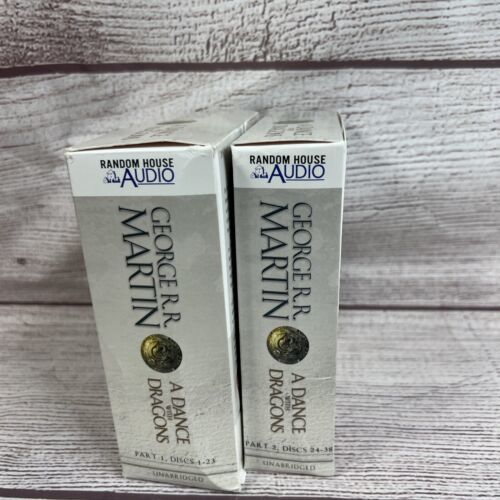 RANDOM HOUSE
AUDIO
GEORGE R.R.
MARTIN
A DANCE
WITH
DRAGONS
PART 1, DISCS 1-23
UNABRIDGED
RANDOM HOUSE
AUDIO
GEORGE R.R.
MARTIN
A DANCE
WITH
DRAGONS
PART 2, DISCS 24-38
UNABRIDGED